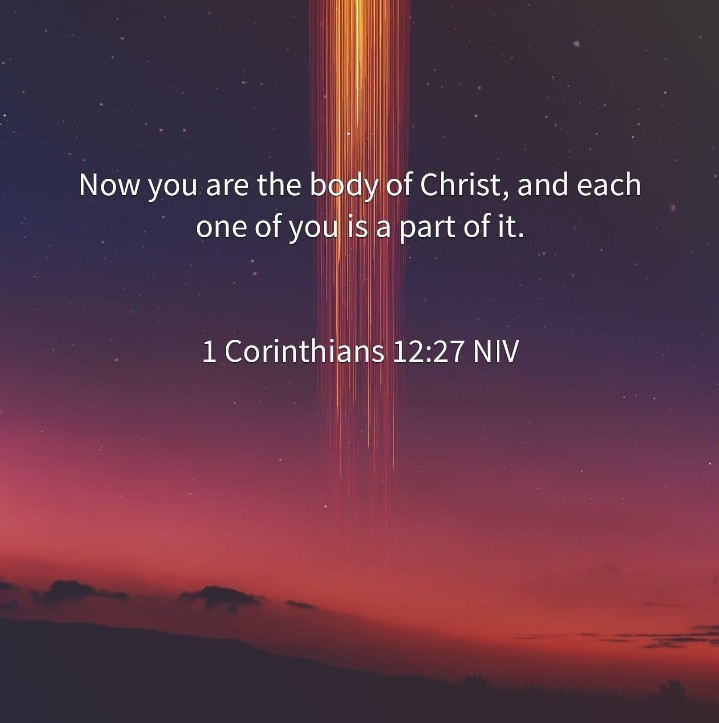 Now you are the body of Christ, and each
one of you is a part of it.
1 Corinthians 12:27 NIV